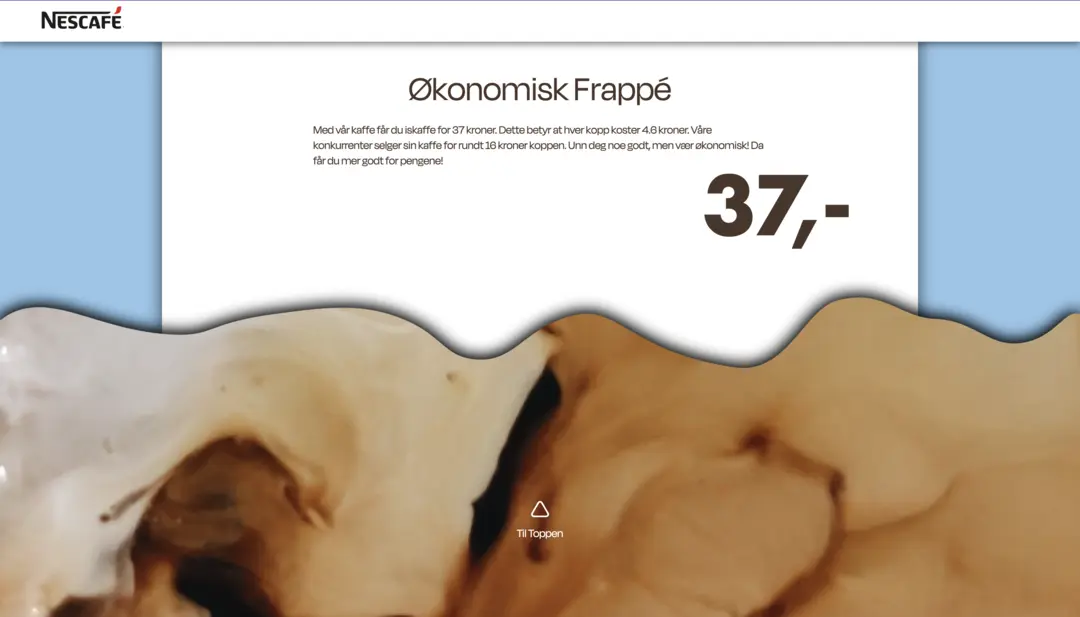 NESCAFÉ
Økonomisk Frappé
Med vår kaffe får du iskaffe for 37 kroner. Dette betyr at hver kopp koster 4.6 kroner. Våre
konkurrenter selger sin kaffe for rundt 16 kroner koppen. Unn deg noe godt, men vær økonomisk! Da
får du mer godt for pengene!
37,-
Til Toppen